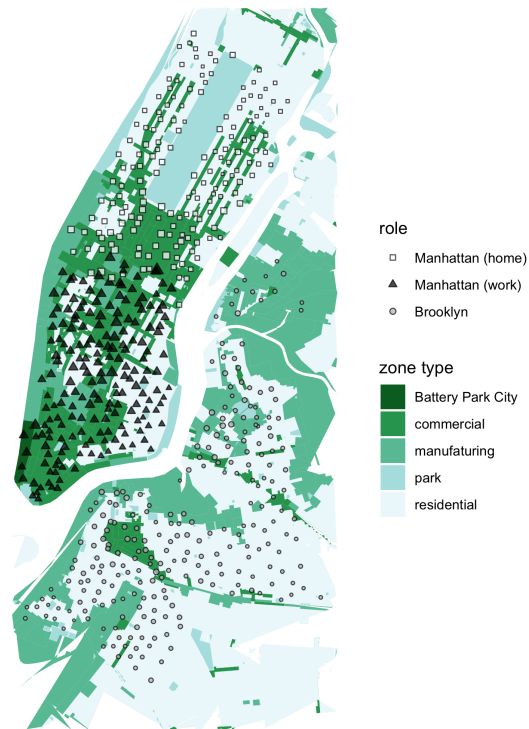 role
Manhattan (home)
Manhattan (work)
Brooklyn
zone type
Battery Park City
commercial
manufaturing
park
residential